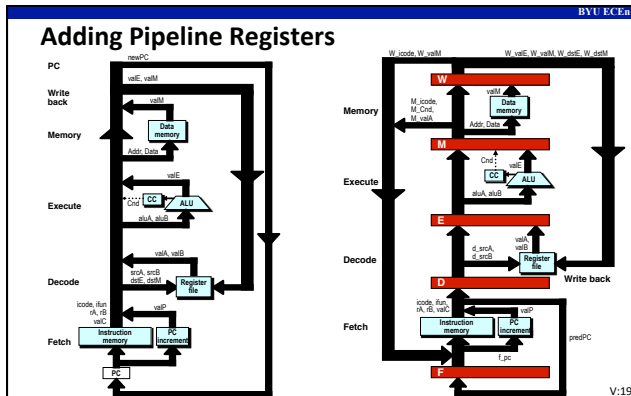 BYU ECEn
Adding Pipeline Registers
PC
newPC
valE, valM
Write
back
valM
Data
memory
Memory
Addr, Data
valE
Cnd
CC
ALU
Execute
aluA, aluB
valA, valB
srcA, srcB
dstE, dstM
Register
file
Decode
icode, ifun
rA, rB
valC
valP
Instruction
memory
PC
increment
Fetch
PC
W_icode, W_valM
W_valE, W_valM, W_dstE, W_dstM
W
valM
Memory
M_icode,
M_Cnd,
M_valA
Data
memory
Addr, Data
M
Cnd
valE
CC
ALU
Execute
aluA, aluB
E
valA,
valB
d_srcA,
d_srcB
Register
file
Decode
Write back
D
icode, ifun,
rA, rB, valC
valP
Instruction
memory
PC
increment
Fetch
predPC
f_pc
F
V:19